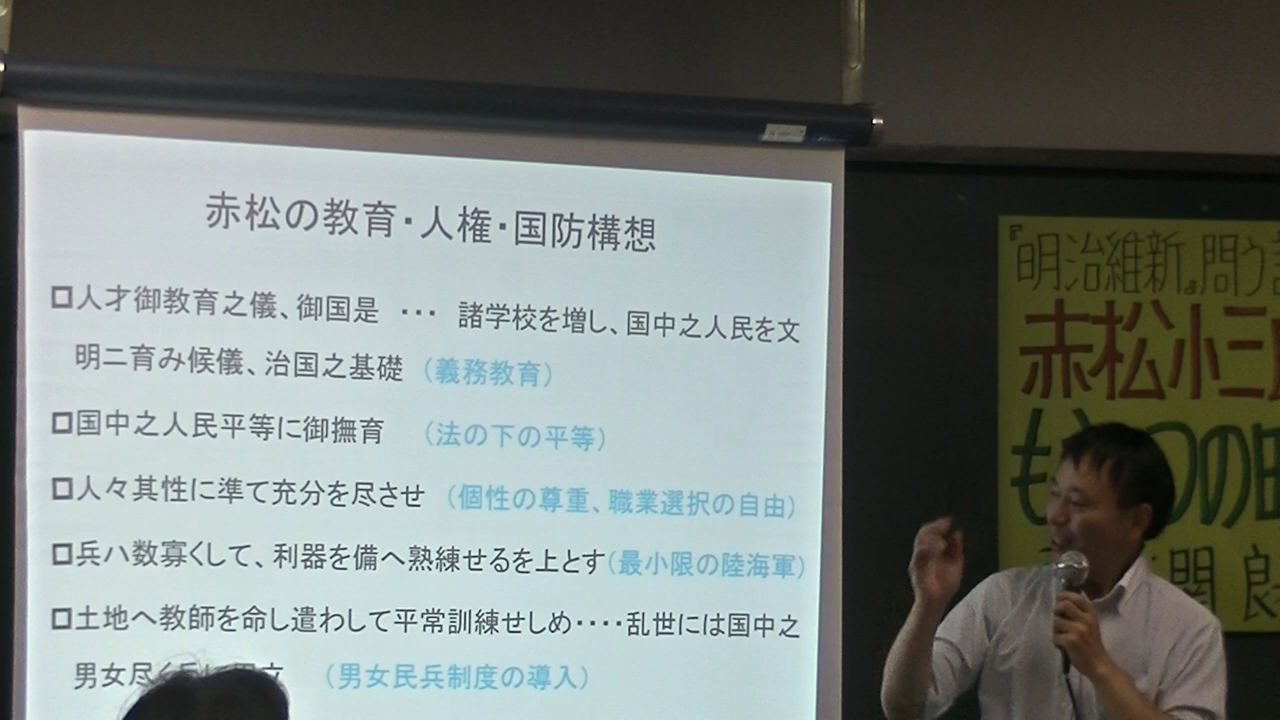 赤松の教育・人権・国防構想
□人才御教育之儀、御国是 ・・・ 諸学校を増し、国中之人民を文
明ニ育み候儀、治国之基礎 (義務教育)
□国中之人民平等に御撫育 (法の下の平等)
□人々其性に準て充分を尽させ (個性の尊重、職業選択の自由)
□兵ハ数寡くして、利器を備へ熟練せるを上とす(最小限の陸海軍)
□土地へ教師を命し遣わして平常訓練せしめ・・・・乱世には国中之
男女尽く (男女民兵制度の導入)
『明治維新』問う
赤松小三
も つの
関 良